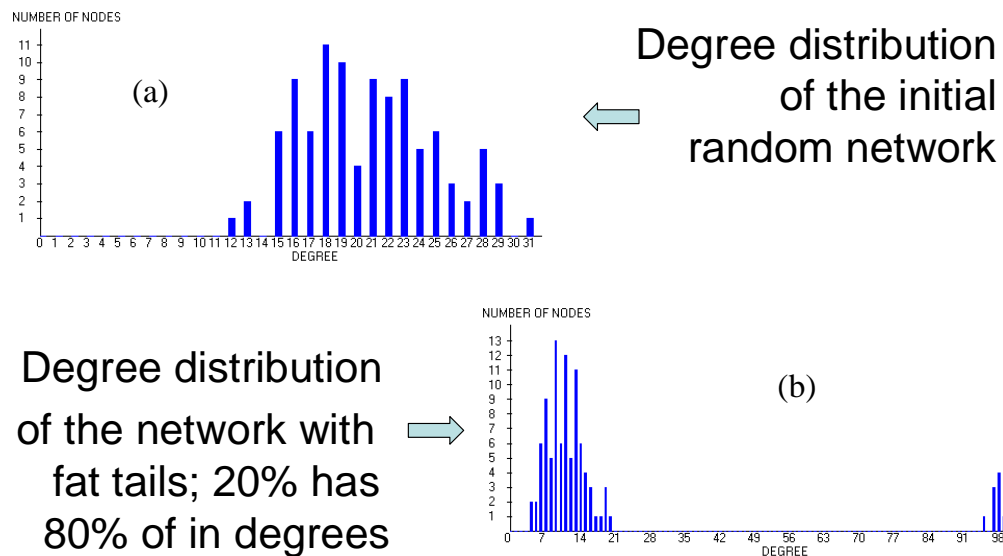 NUMBER OF NODES
11
10
9
8
7
6
5
4
3
2
1
(a)
0 1 2 3 4 5 6 7 8 9 10 11 12 13 14 15 16 17 18 19 20 21 22 23 24 25 26 27 28 29 30 31
DEGREE
Degree distribution
of the initial
random network
Degree distribution
of the network with
fat tails; 20% has
80% of in degrees
NUMBER OF NODES
13
12
11
10
9
8
7
6
5
4
3
2
1
(b)
0 7 14 21 28 35 42 49 56 63 70 77 84 91 98
DEGREE